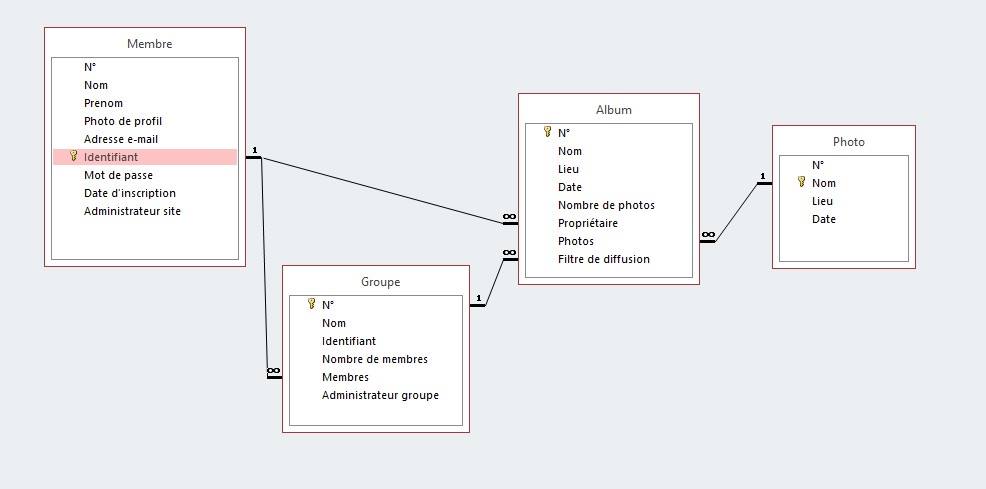 Membre
N°
Nom
Prenom
Photo de profil
Adresse e-mail
Identifiant
Mot de passe
Date d'inscription
Administrateur site
1
∞
Groupe
N°
Nom
Identifiant
Nombre de membres
Membres
Administrateur groupe
1
∞
∞
Album
N°
Nom
Lieu
Date
Nombre de photos
Propriétaire
Photos
Filtre de diffusion
∞
1
Photo
N°
Nom
Lieu
Date